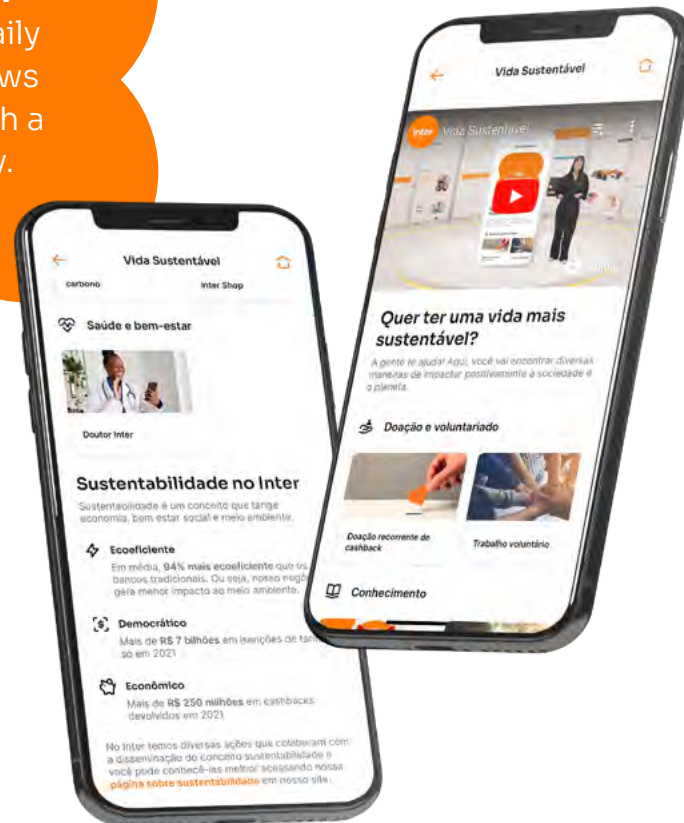 aily
ws
h a
y.
Vida Sustentável
carbono
Inter Shop
Saúde e bem-estar
Doutor Inter
Sustentabilidade no Inter
Sustentabilidade é um conceito que tange
economia, bem estar social e meio ambiente.
Ecoeficiente
Em média, 94% mais ecoeficiente que os
bancos tradicionais. Ou seja, nosso negóc
gera menor impacto ao meio ambiente.
Democrático
Mais de R$ 7 bilhões em isenções de tari
só em 2021
Econômico
Mais de R$ 250 milhões em cashbacks
devolvidos em 2021
No Inter temos diversas ações que colaboram com
a disseminação do conceito sustentabilidade e
você pode conhecê-las melhor acessando nossa
página sobre sustentabilidade em nosso site.
Vida Sustentável
inter
Vida Sustentável
Quer ter uma vida mais
sustentável?
A gente te ajuda! Aqui, você vai encontrar diversas
maneiras de impactar positivamente a sociedade e
o planeta.
Doação e voluntariado
Doação recorrente de
cashback
Trabalho voluntário
Conhecimento